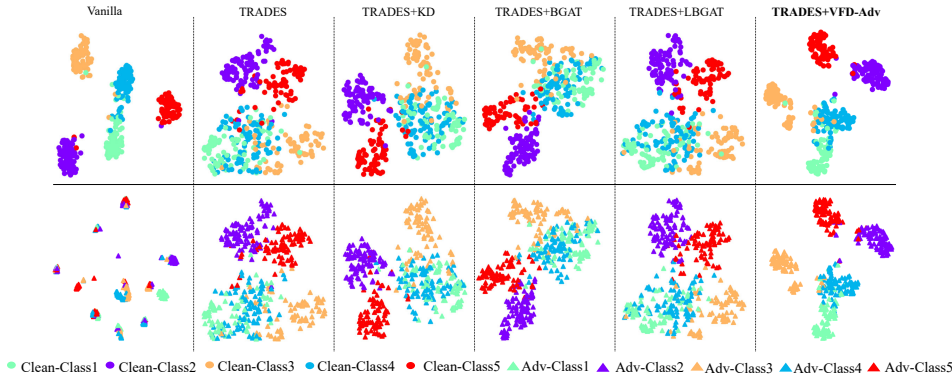 Vanilla TRADES TRADES+KD TRADES+BGAT TRADES+LBGAT TRADES+VFD-Adv
Clean-Class1 Clean-Class2 Clean-Class3 Clean-Class4 Clean-Class5 Adv-Class1 Adv-Class2 Adv-Class3 Adv-Class4 Adv-Class5